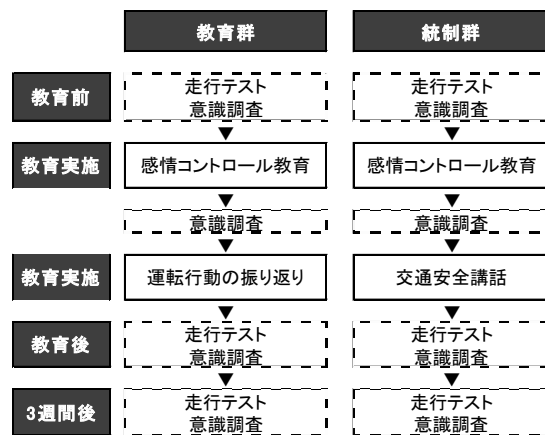 教育群 統制群
教育前 走行テスト 走行テスト
意識調査 意識調査
▼ ▼
教育実施 感情コントロール教育 感情コントロール教育
▼ ▼
意識調査 意識調査
▼ ▼
教育実施 運転行動の振り返り 交通安全講話
▼ ▼
教育後 走行テスト 走行テスト
意識調査 意識調査
▼ ▼
3週間後 走行テスト 走行テスト
意識調査 意識調査